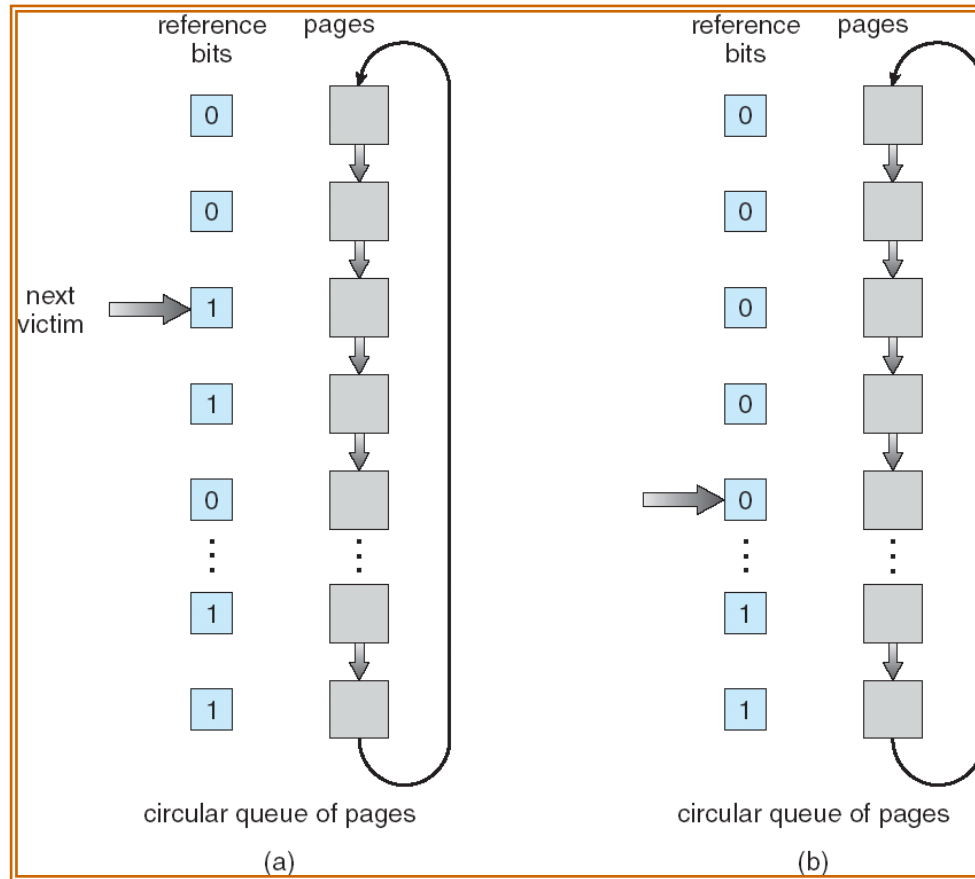 reference pages
bits
0
0
next
victim
1
1
0
1
1
circular queue of pages
(a)
reference pages
bits
0
0
0
0
0
1
1
circular queue of pages
(b)